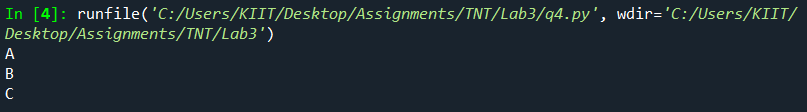 In [4]: runfile('C:/Users/KIIT/Desktop/Assignments/TNT/Lab3/q4.py', wdir='C:/Users/KIIT/
Desktop/Assignments/TNT/Lab3')
A
B
C